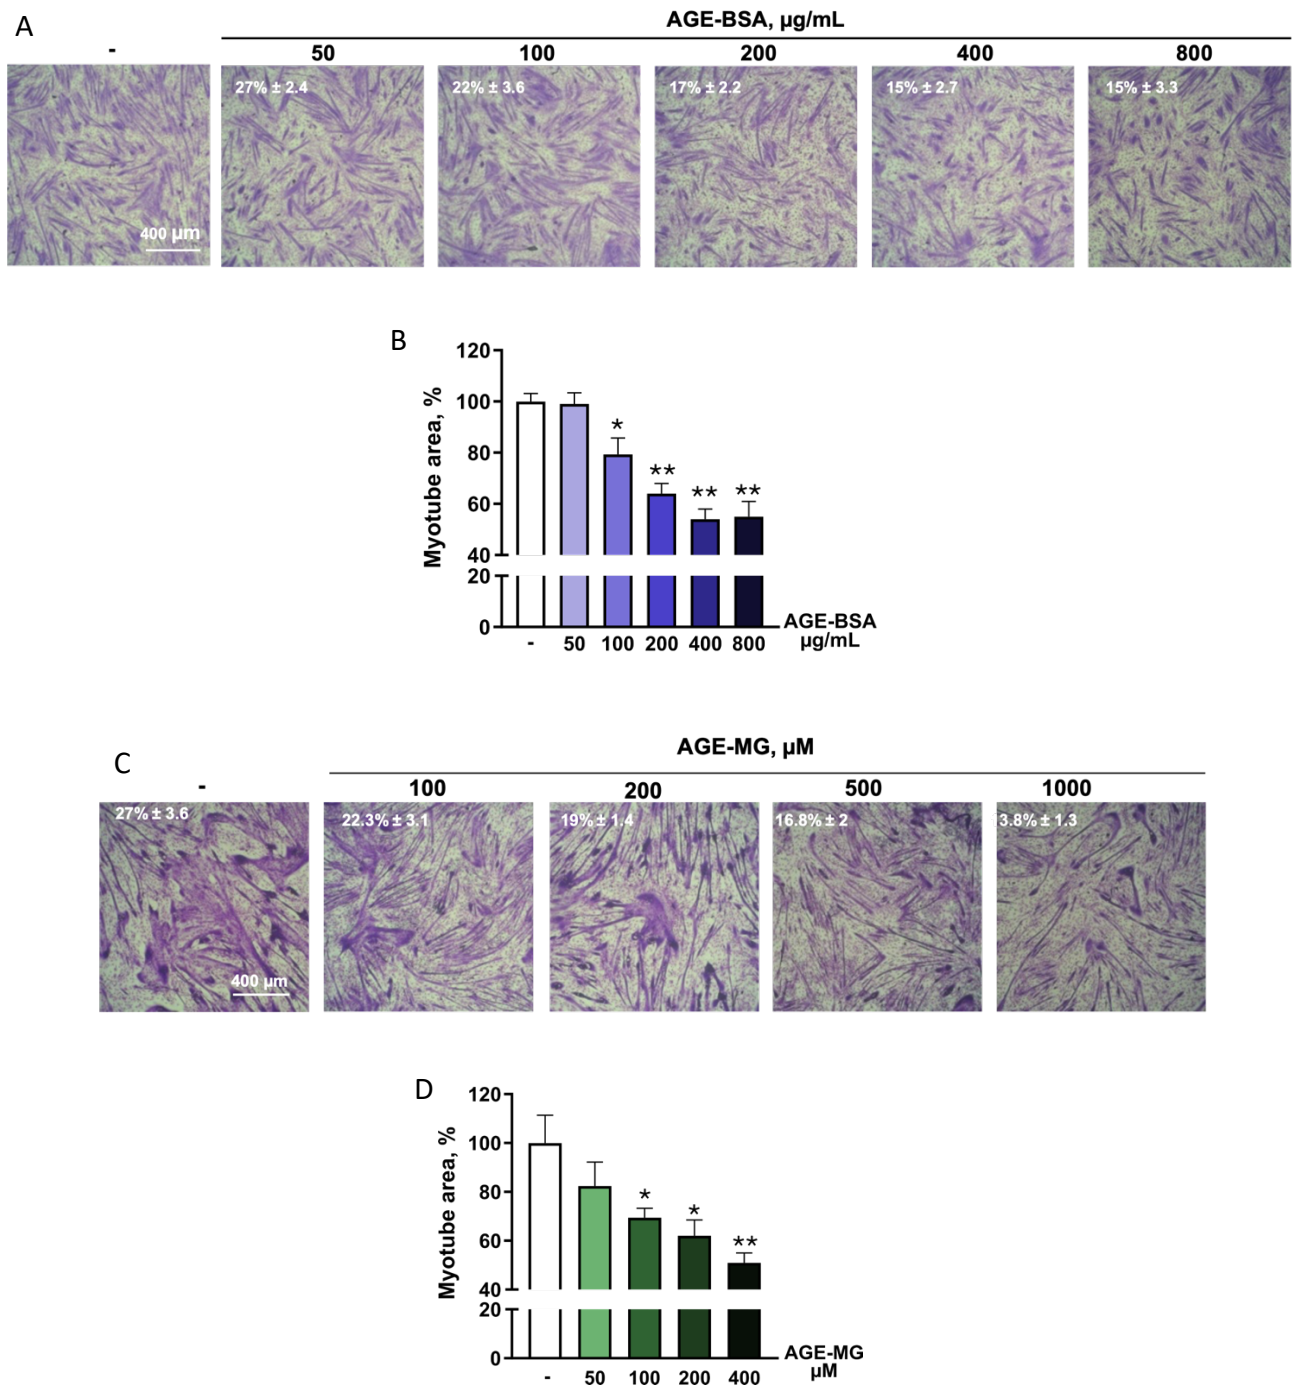 A
AGE-BSA, µg/mL
- 50 100 200 400 800
27% ± 2.4 22% ± 3.6 17% ± 2.2 15% ± 2.7 15% ± 3.3
400 µm
B
Myotube area, %
120
100
80
60
40
20
0
*
**
**
**
- 50 100 200 400 800
AGE-BSA
µg/mL
C
AGE-MG, µM
- 100 200 500 1000
27% ± 3.6 22.3% ± 3.1 19% ± 1.4 16.8% ± 2 3.8% ± 1.3
400 µm
D
Myotube area, %
120
100
80
60
40
20
0
*
*
**
- 50 100 200 400
AGE-MG
µM